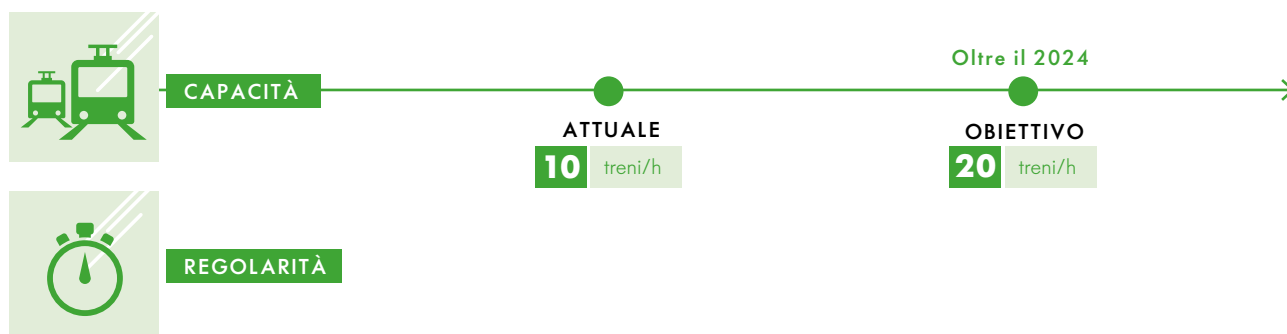 Oltre il 2024
CAPACITÀ
ATTUALE
OBIETTIVO
10 treni/h
20 treni/h
REGOLARITÀ